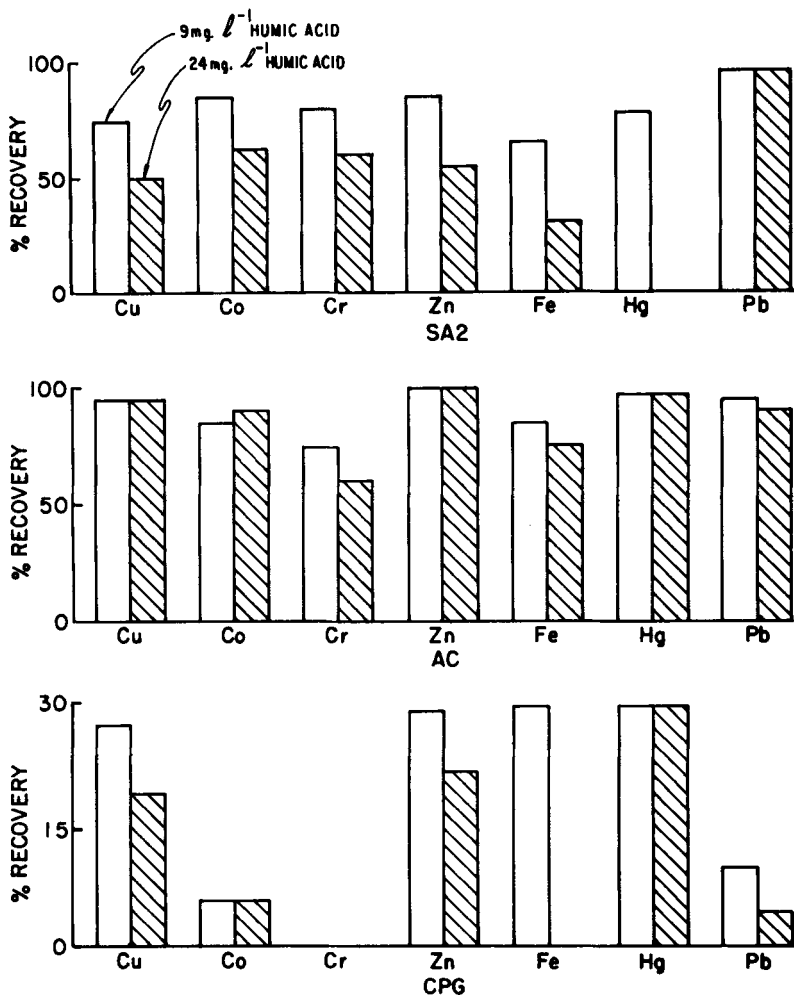 9mg. ℓ⁻¹ HUMIC ACID
24mg. ℓ⁻¹ HUMIC ACID
100
50
0
% RECOVERY
Cu Co Cr Zn Fe Hg Pb
SA2
100
50
0
% RECOVERY
Cu Co Cr Zn Fe Hg Pb
AC
30
15
0
% RECOVERY
Cu Co Cr Zn Fe Hg Pb
CPG